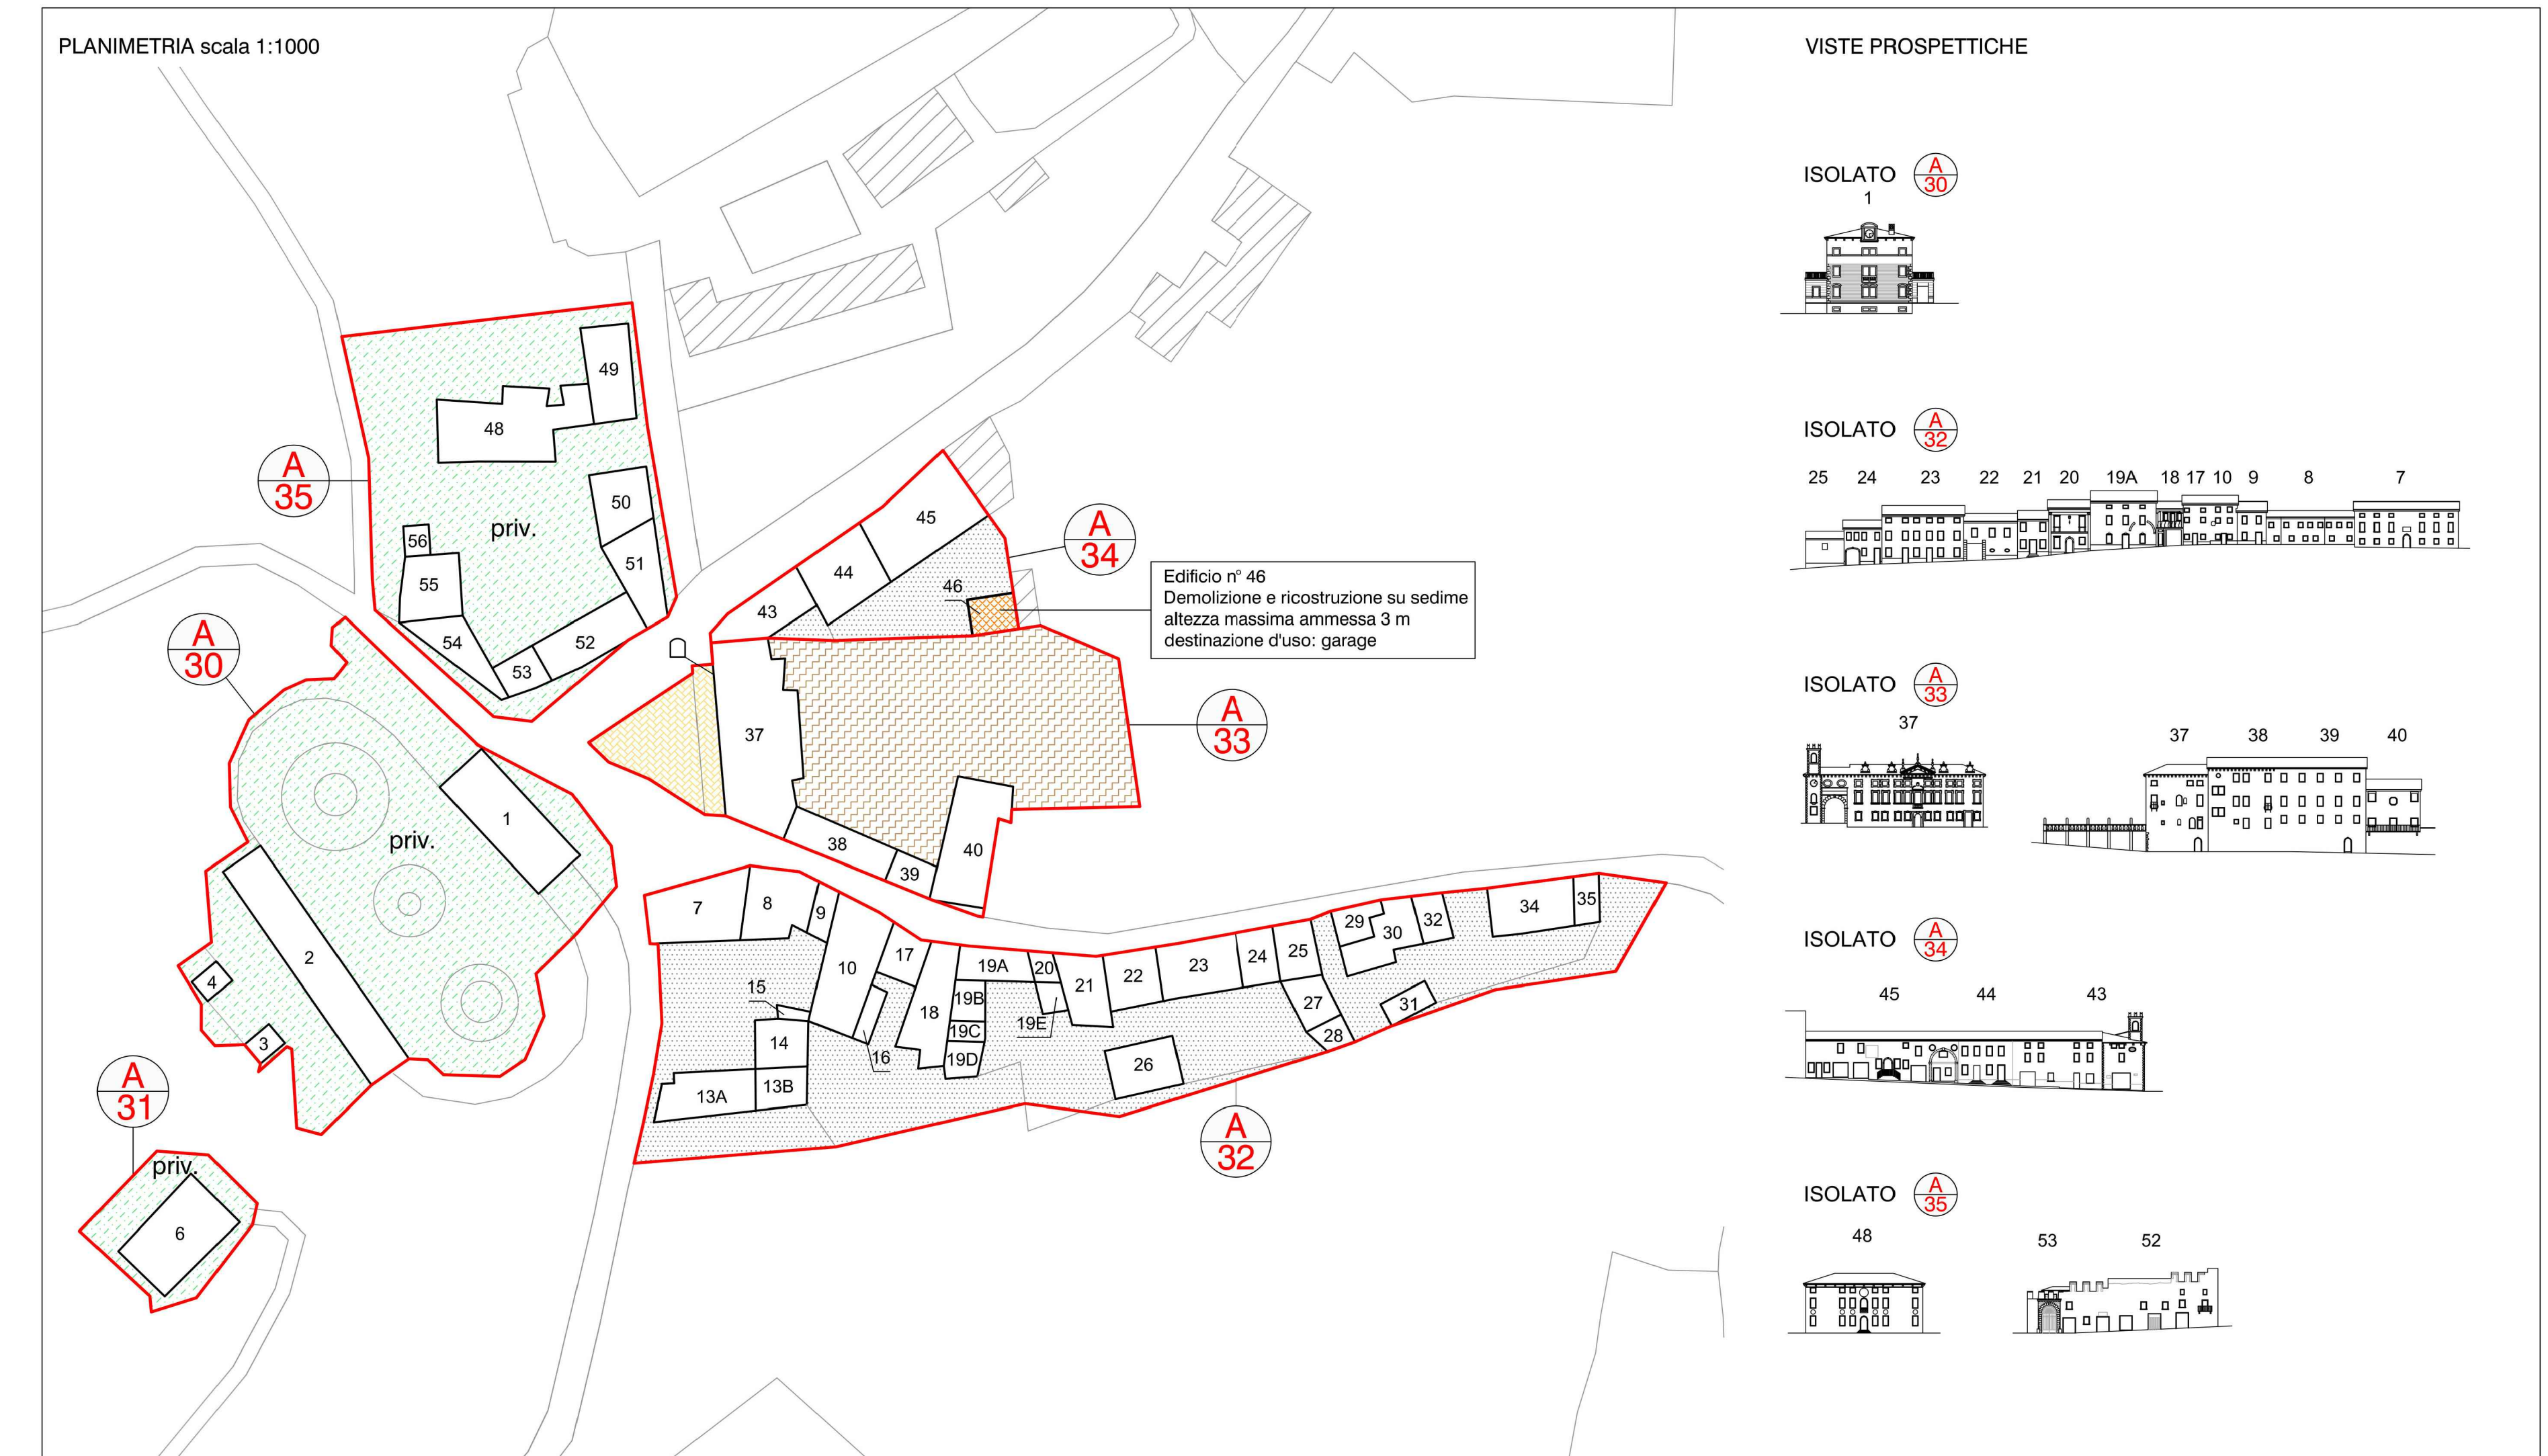 PLANIMETRIA scala 1:1000
49
48
A
35
50
priv.
56
51
55
54
52
53
45
A
34
44
46
43
Edificio n° 46
Demolizione e ricostruzione su sedime
altezza massima ammessa 3 m
destinazione d'uso: garage
A
30
A
33
37
1
priv.
38
40
39
2
4
3
7
8
9
10
17
15
14
16
13A
13B
18
19A
19B
19C
19D
19E
20
21
22
23
24
25
26
27
28
29
30
31
32
34
35
A
32
A
31
priv.
6
VISTE PROSPETTICHE
ISOLATO A
30
1
ISOLATO A
32
25 24 23 22 21 20 19A 18 17 10 9 8 7
ISOLATO A
33
37
37 38 39 40
ISOLATO A
34
45 44 43
ISOLATO A
35
48
53 52